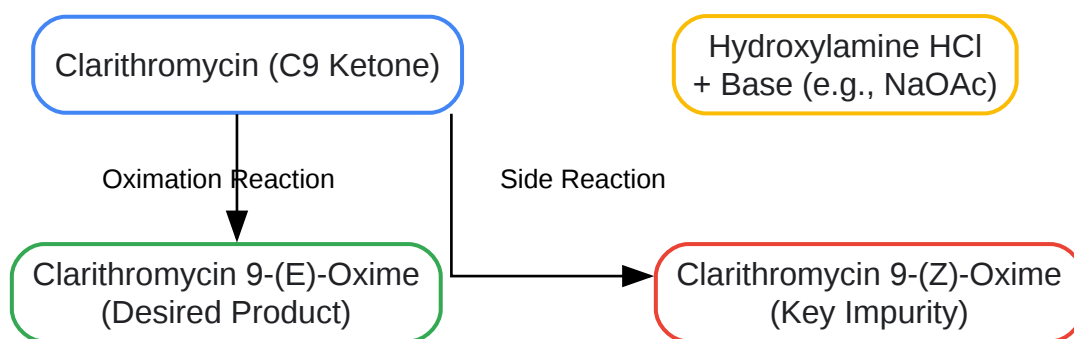 Clarithromycin (C9 Ketone)
Hydroxylamine HCl
+ Base (e.g., NaOAc)
Oximation Reaction
Side Reaction
Clarithromycin 9-(E)-Oxime
(Desired Product)
Clarithromycin 9-(Z)-Oxime
(Key Impurity)